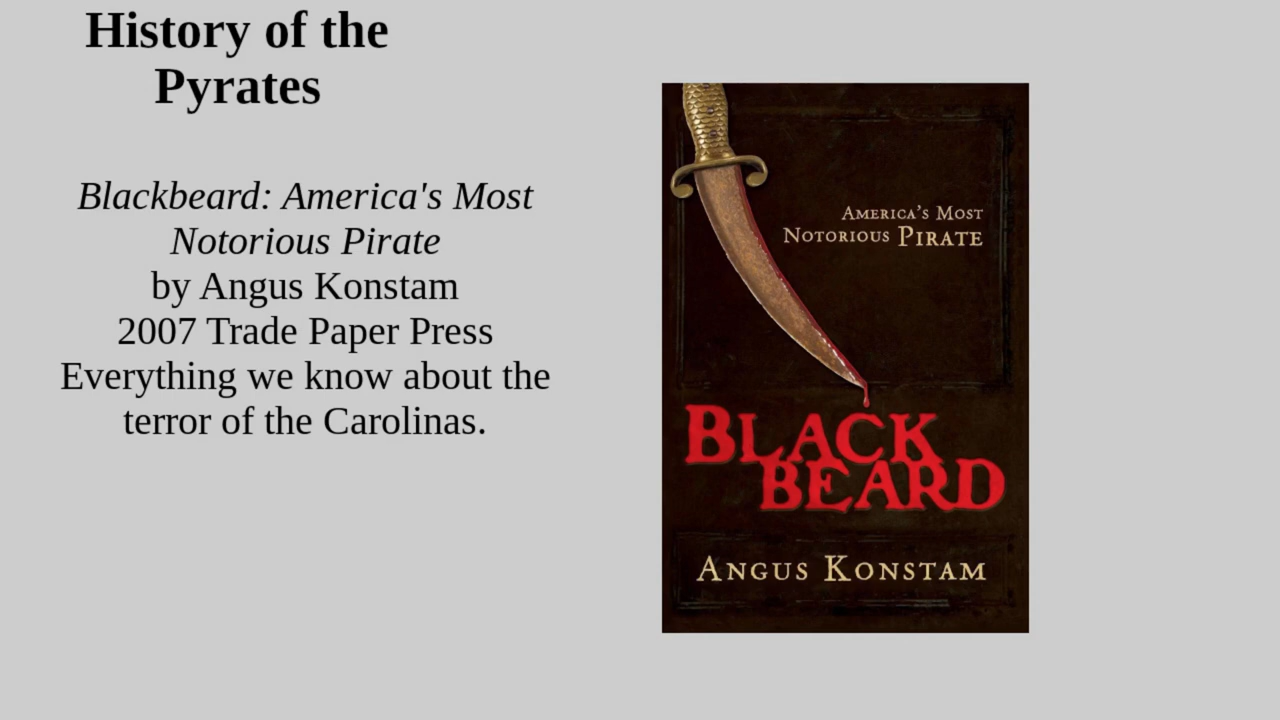 History of the
Pyrates
Blackbeard: America's Most
Notorious Pirate
by Angus Konstam
2007 Trade Paper Press
Everything we know about the
terror of the Carolinas.
America's Most
Notorious Pirate
Black
Beard
Angus Konstam